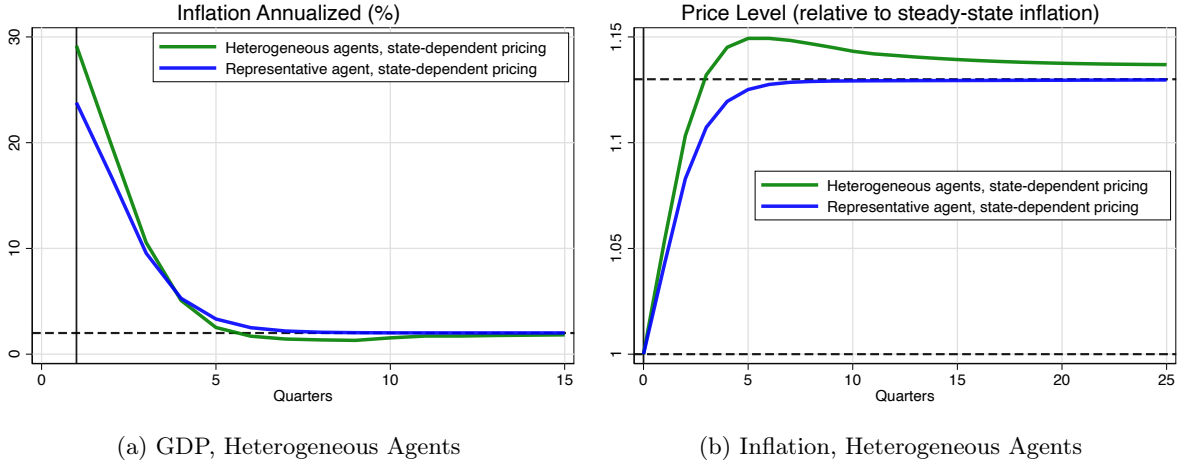 Inflation Annualized (%)
30
20
10
0
Heterogeneous agents, state-dependent pricing
Representative agent, state-dependent pricing
0 5 10 15
Quarters
(a) GDP, Heterogeneous Agents
Price Level (relative to steady-state inflation)
1.15
1.1
1.05
1
Heterogeneous agents, state-dependent pricing
Representative agent, state-dependent pricing
0 5 10 15 20 25
Quarters
(b) Inflation, Heterogeneous Agents